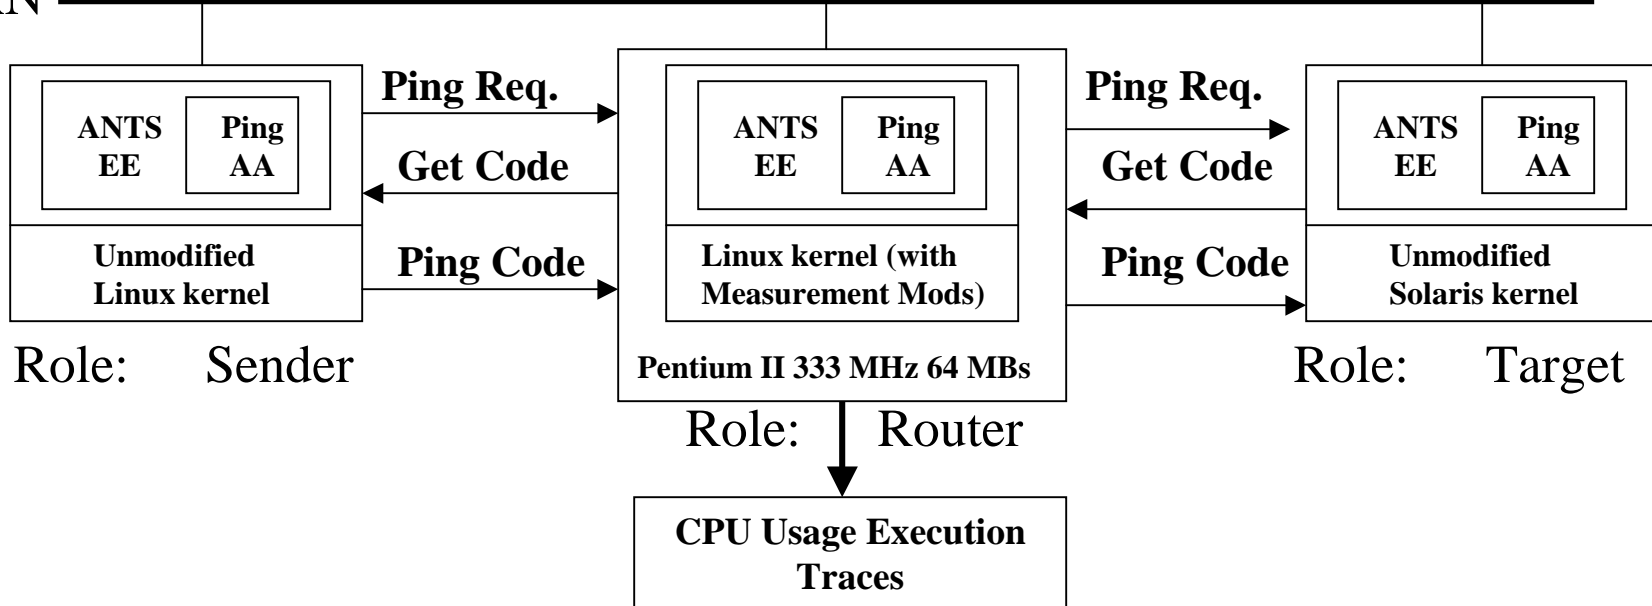 Ping Req.
Ping Req.
ANTS
EE
Ping
AA
ANTS
EE
Ping
AA
ANTS
EE
Ping
AA
Get Code
Get Code
Unmodified
Linux kernel
Ping Code
Linux kernel (with
Measurement Mods)
Ping Code
Unmodified
Solaris kernel
Pentium II 333 MHz 64 MBs
Role: Sender
Role: Target
Role: Router
CPU Usage Execution
Traces